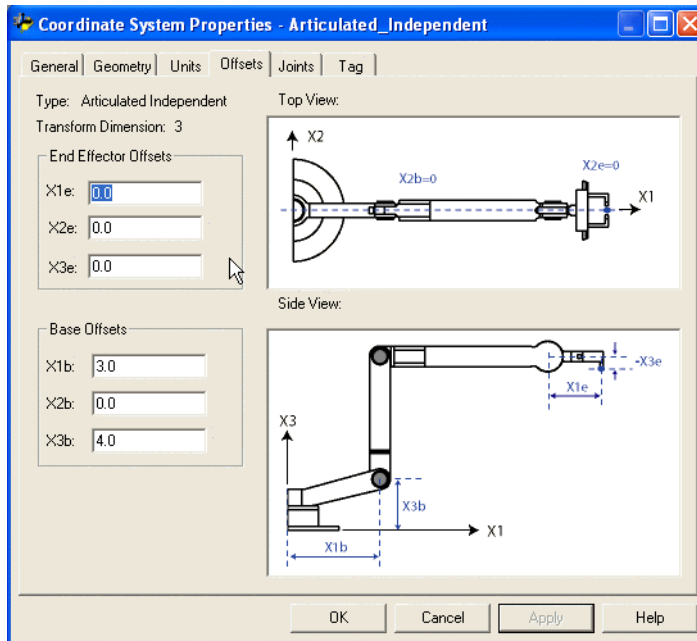 Coordinate System Properties - Articulated_Independent
General Geometry Units Offsets Joints Tag
Type: Articulated Independent
Transform Dimension: 3
End Effector Offsets
X1e: 0.0
X2e: 0.0
X3e: 0.0
Base Offsets
X1b: 3.0
X2b: 0.0
X3b: 4.0
Top View:
X2
X2b=0
X2e=0
X1
Side View:
-X3e
X1e
X3
X3b
X1
X1b
OK Cancel Apply Help